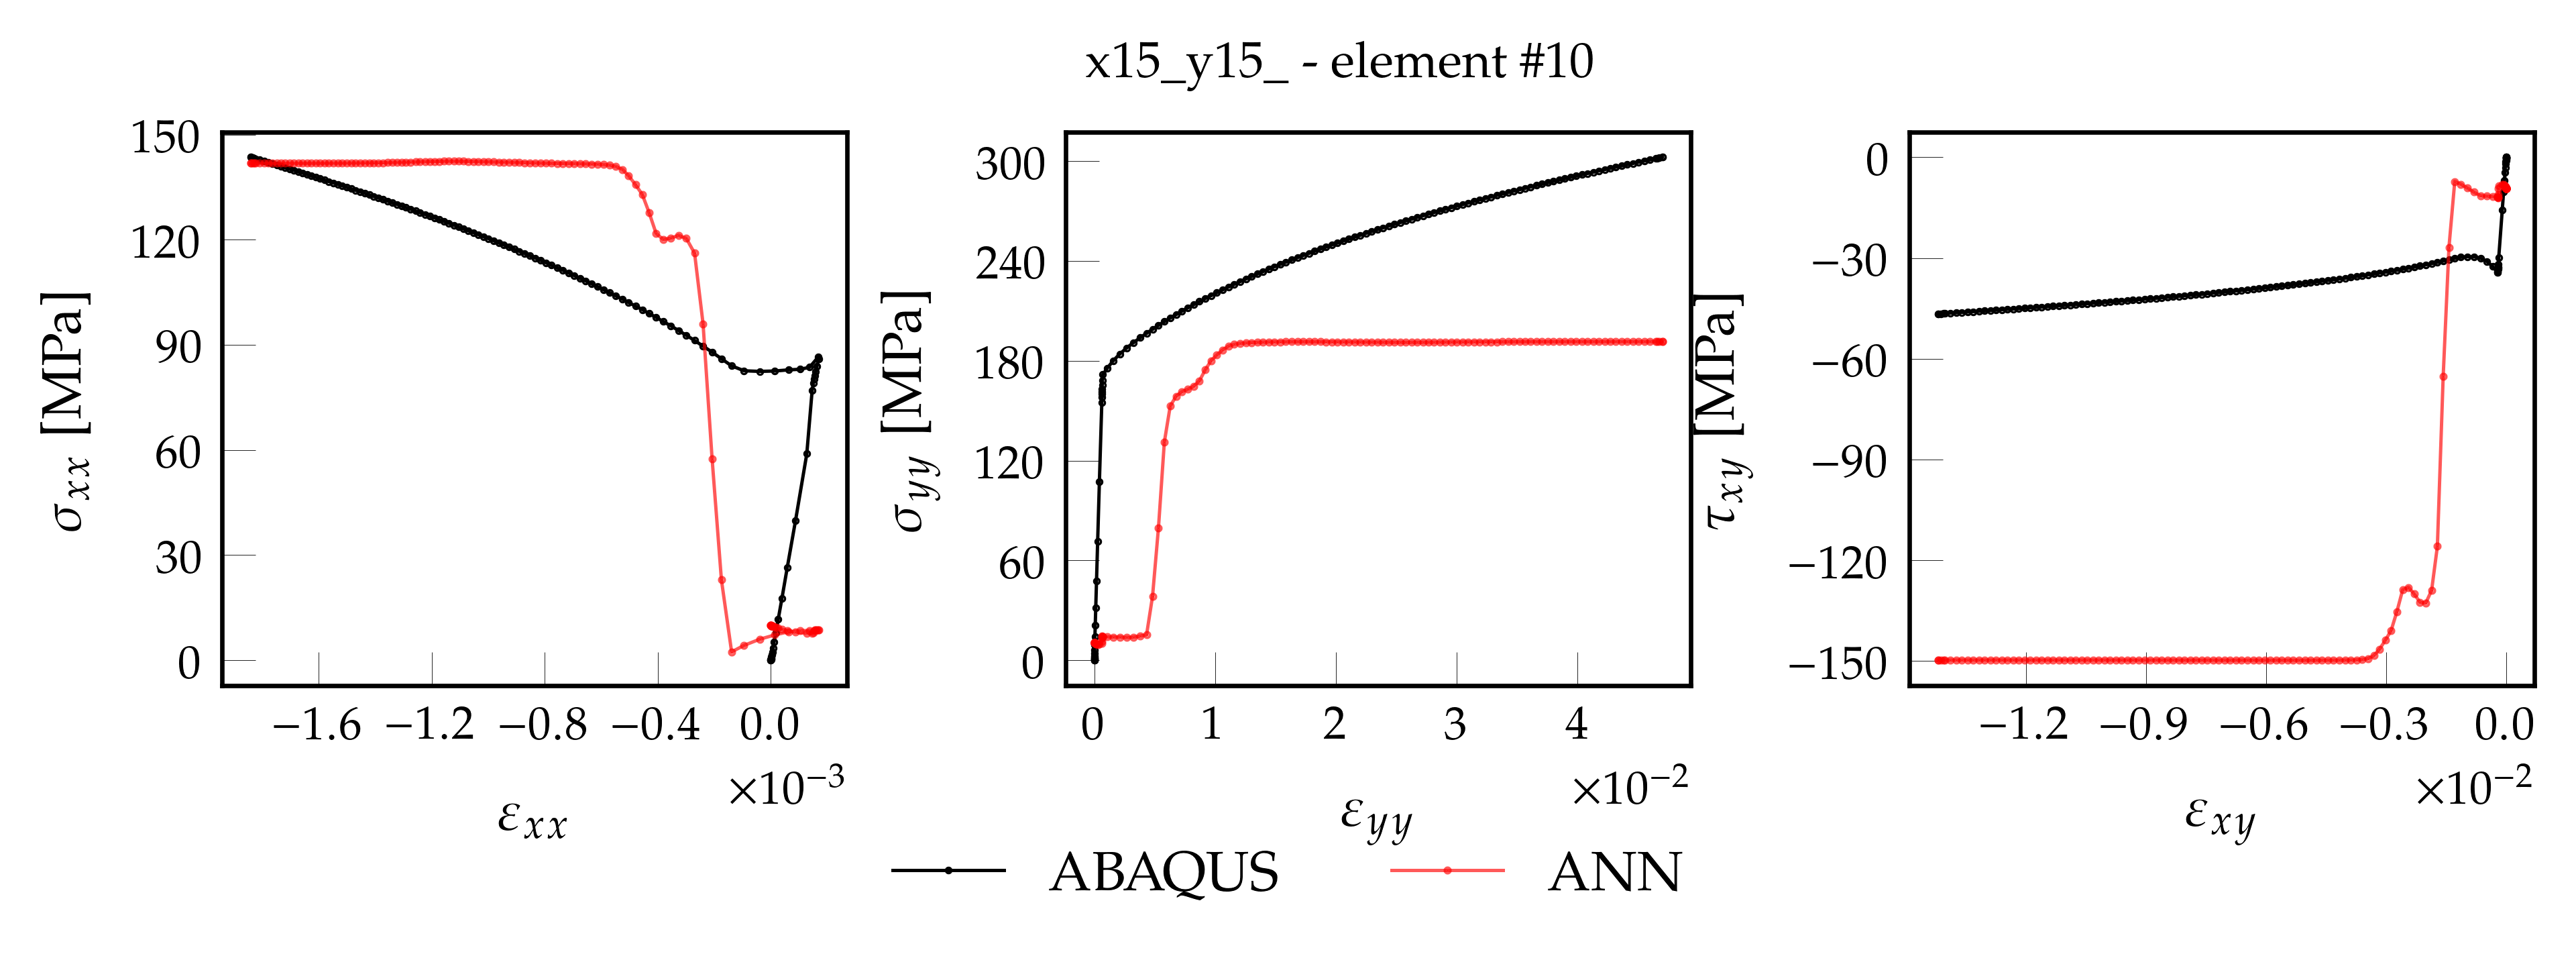 x15_y15_ - element #10
σxx [MPa]
150
120
90
60
30
0
−1.6 −1.2 −0.8 −0.4 0.0
×10−3
εxx
σyy [MPa]
300
240
180
120
60
0
0 1 2 3 4
×10−2
εyy
τxy [MPa]
0
−30
−60
−90
−120
−150
−1.2 −0.9 −0.6 −0.3 0.0
×10−2
εxy
ABAQUS ANN